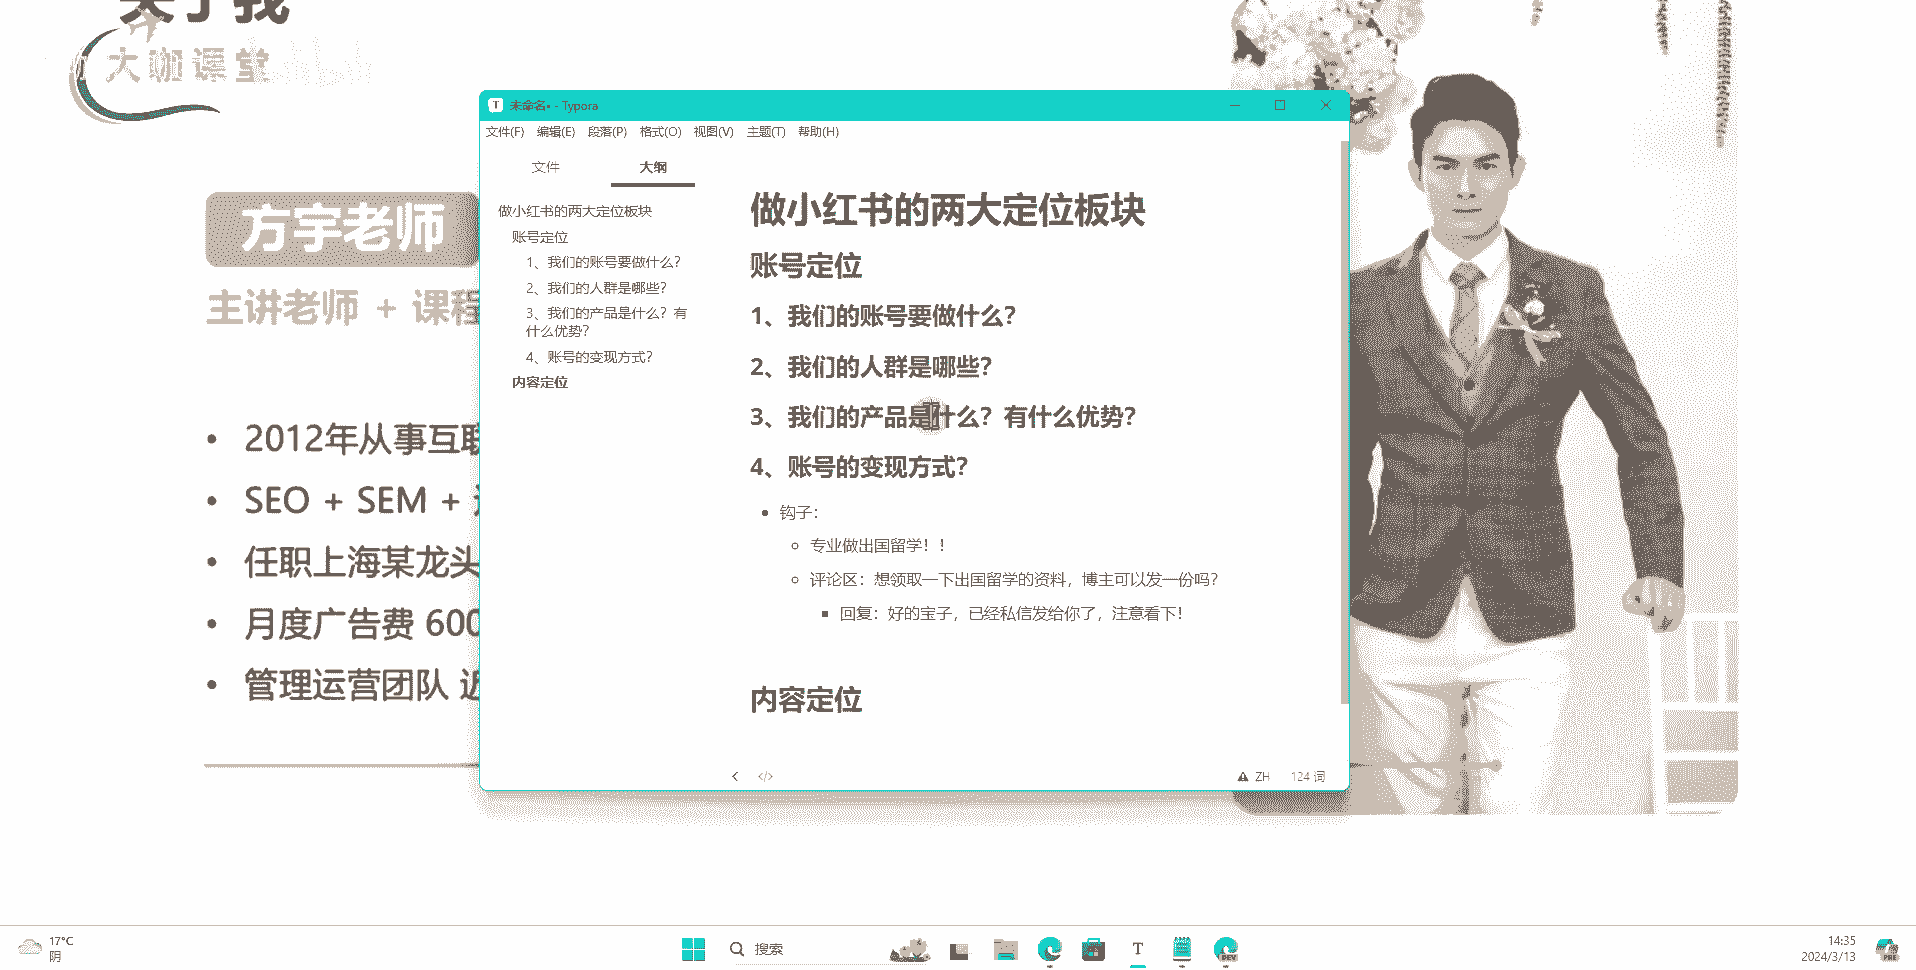 关于我
大咖课堂
方宇老师
主讲老师 + 课程
2012年从事互联
SEO + SEM +
任职上海某龙头
月度广告费 600
管理运营团队 近
未命名• - Typora
文件(F) 编辑(E) 段落(P) 格式(O) 视图(V) 主题(T) 帮助(H)
文件 大纲
做小红书的两大定位板块
账号定位
1、我们的账号要做什么?
2、我们的人群是哪些?
3、我们的产品是什么? 有
什么优势?
4、账号的变现方式?
内容定位
做小红书的两大定位板块
账号定位
1、我们的账号要做什么?
2、我们的人群是哪些?
3、我们的产品是什么? 有什么优势?
4、账号的变现方式?
钩子:
专业做出国留学! !
评论区: 想领取一下出国留学的资料, 博主可以发一份吗?
回复: 好的宝子, 已经私信发给你了, 注意看下!
内容定位
ZH 124 词
17°C
阴
搜索
T
DEV
14:35
2024/3/13
PRE